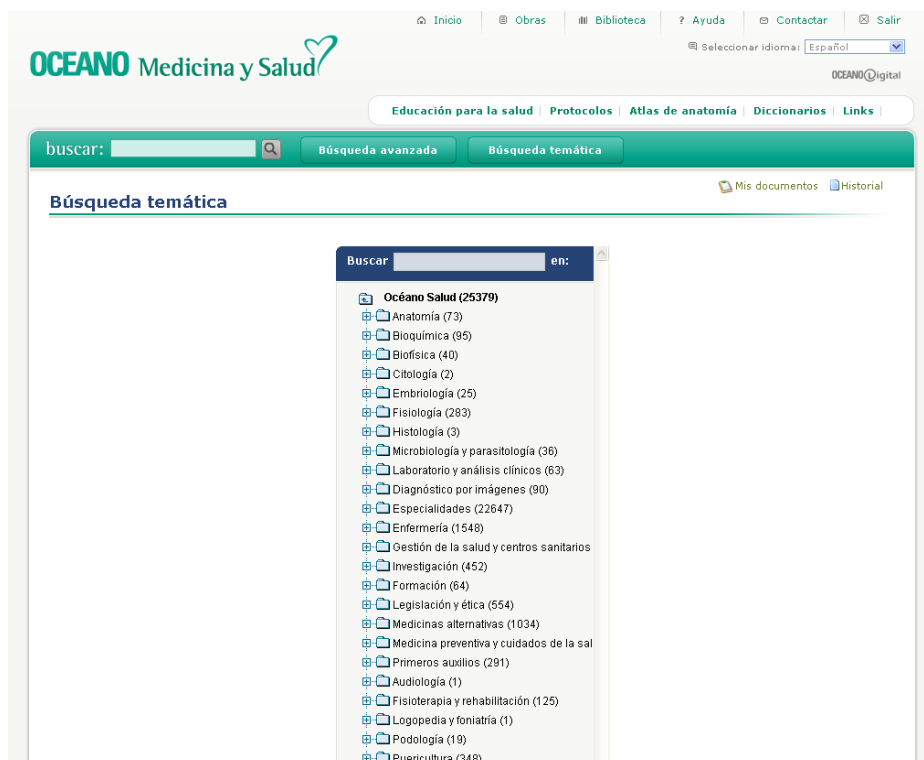 Inicio Obras Biblioteca ? Ayuda Contactar Salir
Seleccionar idioma: Español
OCEANO Medicina y Salud
OCEANO Digital
Educación para la salud | Protocolos | Atlas de anatomía | Diccionarios | Links |
buscar: Búsqueda avanzada Búsqueda temática
Mis documentos Historial
Búsqueda temática
Buscar en:
Océano Salud (25379)
Anatomía (73)
Bioquímica (95)
Biofísica (40)
Citología (2)
Embriología (25)
Fisiología (283)
Histología (3)
Microbiología y parasitología (36)
Laboratorio y análisis clínicos (63)
Diagnóstico por imágenes (90)
Especialidades (22647)
Enfermería (1548)
Gestión de la salud y centros sanitarios
Investigación (452)
Formación (64)
Legislación y ética (554)
Medicinas alternativas (1034)
Medicina preventiva y cuidados de la sal
Primeros auxilios (291)
Audiología (1)
Fisioterapia y rehabilitación (125)
Logopedia y foniatría (1)
Podología (19)
Puericultura (348)